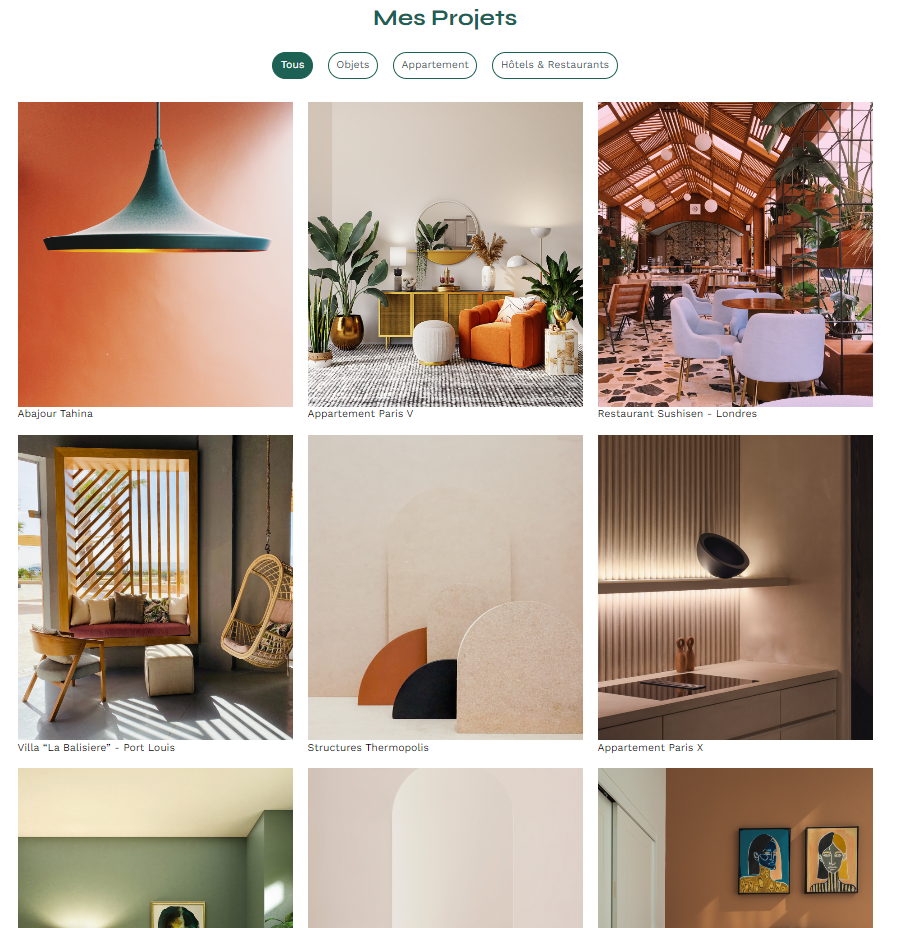 Mes Projets
Tous
Objets
Appartement
Hôtels & Restaurants
Abajour Tahina
Appartement Paris V
Restaurant Sushisen - Londres
Villa “La Balisiere” - Port Louis
Structures Thermopolis
Appartement Paris X